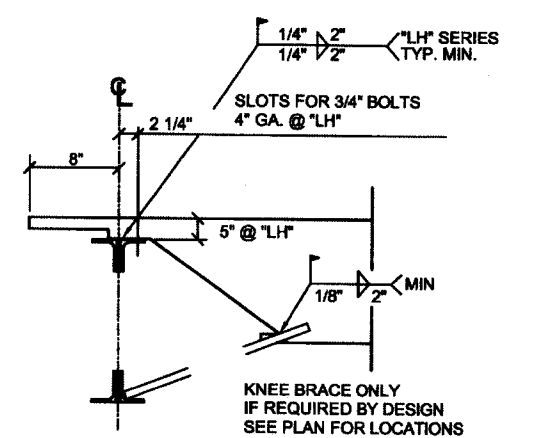 1/4" 2" "LH" SERIES
1/4" 2" TYP. MIN.
℄
SLOTS FOR 3/4" BOLTS
2 1/4" 4" GA. @ "LH"
8"
5" @ "LH"
MIN
1/8" 2"
KNEE BRACE ONLY
IF REQUIRED BY DESIGN
SEE PLAN FOR LOCATIONS